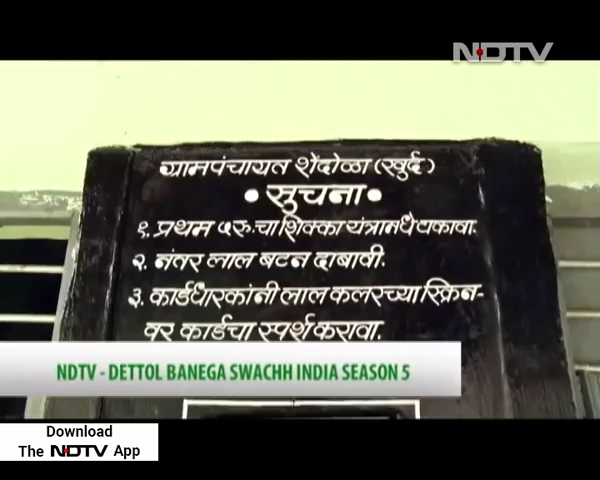 NDTV
ग्रामपंचायत शेंदोळा (खुर्द)
• सुचना •
१. प्रथम ५ रु. चा शिक्का यंत्रामधे टाकावा.
२. नंतर लाल बटन दाबावी.
३. कार्डधारकांनी लाल कलरच्या स्क्रिन-
वर कार्डचा स्पर्श करावा.
NDTV - DETTOL BANEGA SWACHH INDIA SEASON 5
Download
The NDTV App